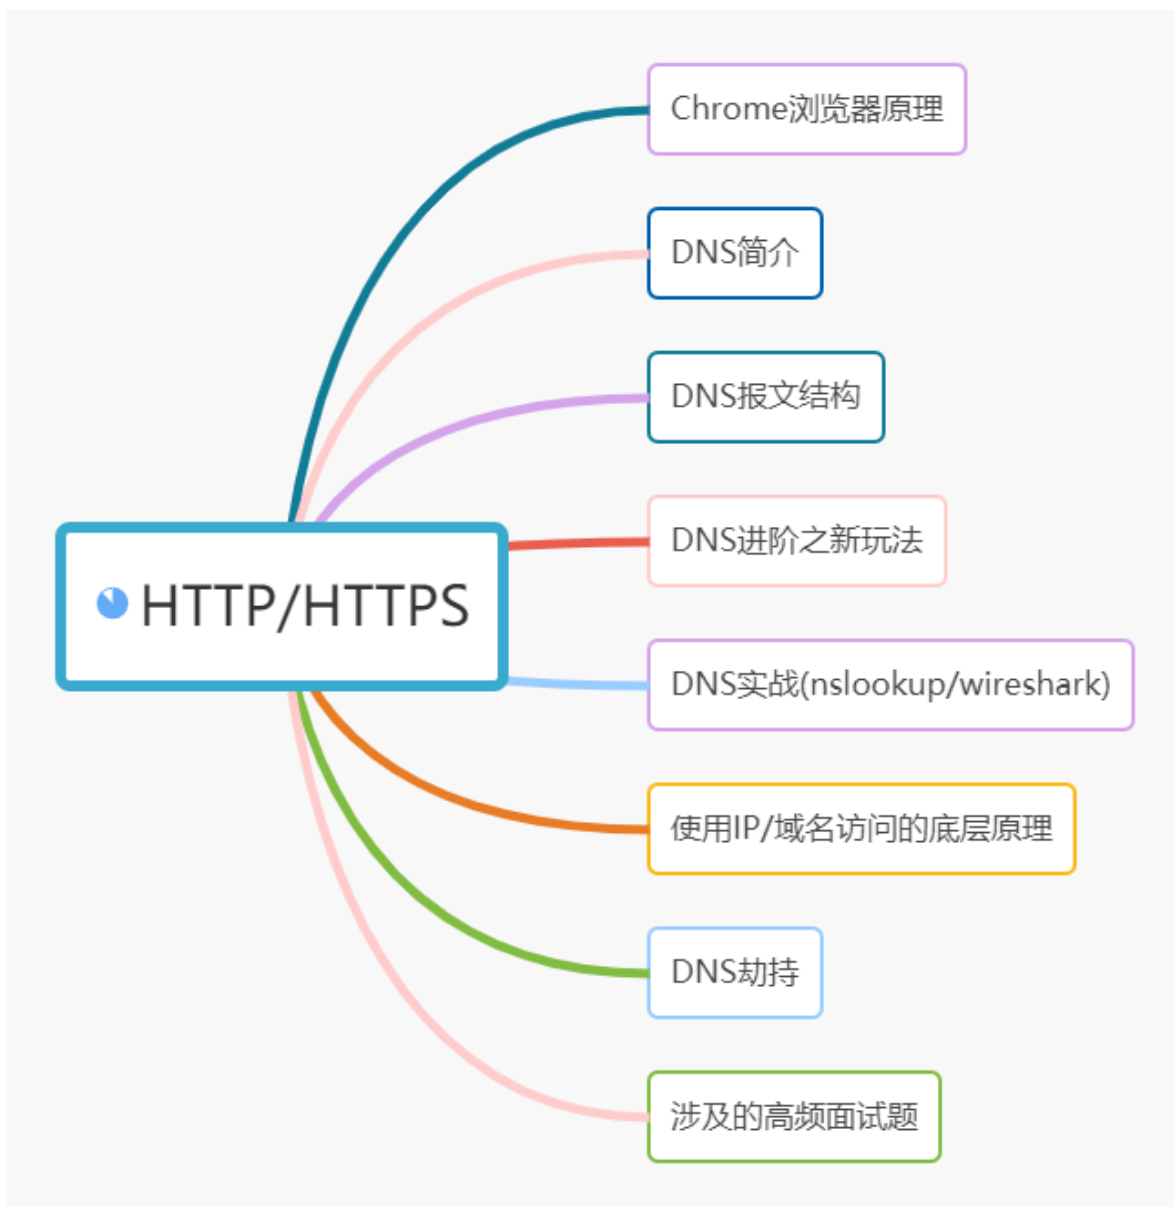 Chrome浏览器原理
DNS简介
DNS报文结构
DNS进阶之新玩法
HTTP/HTTPS
DNS实战(nslookup/wireshark)
使用IP/域名访问的底层原理
DNS劫持
涉及的高频面试题